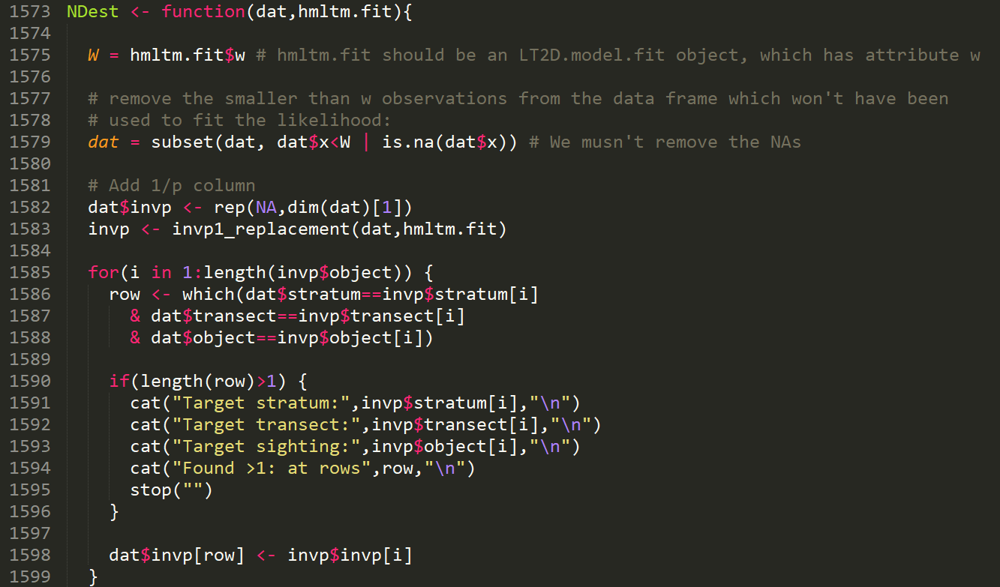 1573 NDest <- function(dat,hmltm.fit){
1574
1575   W = hmltm.fit$w # hmltm.fit should be an LT2D.model.fit object, which has attribute w
1576
1577   # remove the smaller than w observations from the data frame which won't have been
1578   # used to fit the likelihood:
1579   dat = subset(dat, dat$x<W | is.na(dat$x)) # We musn't remove the NAs
1580
1581   # Add 1/p column
1582   dat$invp <- rep(NA,dim(dat)[1])
1583   invp <- invp1_replacement(dat,hmltm.fit)
1584
1585   for(i in 1:length(invp$object)) {
1586     row <- which(dat$stratum==invp$stratum[i]
1587       & dat$transect==invp$transect[i]
1588       & dat$object==invp$object[i])
1589
1590     if(length(row)>1) {
1591       cat("Target stratum:",invp$stratum[i],"\n")
1592       cat("Target transect:",invp$transect[i],"\n")
1593       cat("Target sighting:",invp$object[i],"\n")
1594       cat("Found >1: at rows",row,"\n")
1595       stop("")
1596     }
1597
1598     dat$invp[row] <- invp$invp[i]
1599   }